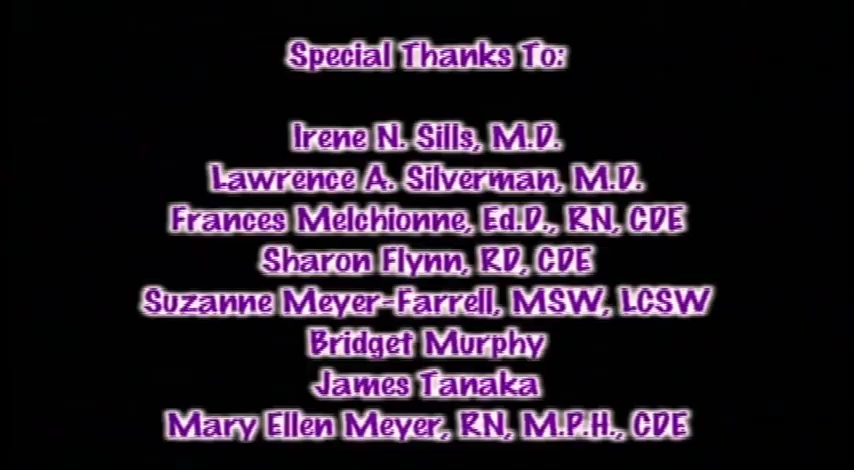 Special Thanks To:
Irene N. Sills, M.D.
Lawrence A. Silverman, M.D.
Frances Melchionne, Ed.D., RN, CDE
Sharon Flynn, RD, CDE
Suzanne Meyer-Farrell, MSW, LCSW
Bridget Murphy
James Tanaka
Mary Ellen Meyer, RN, M.P.H., CDE